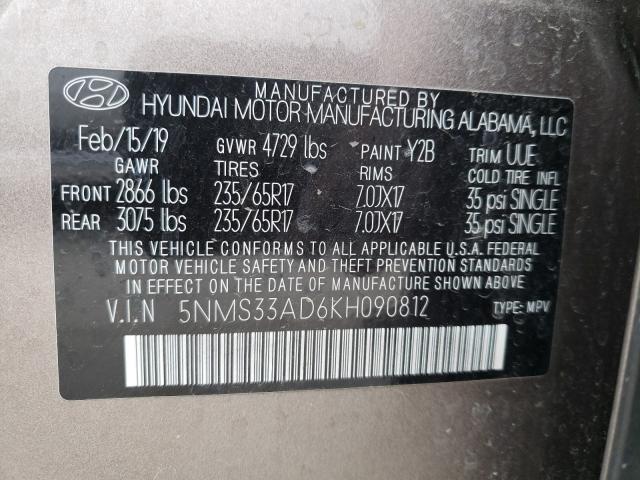 MANUFACTURED BY
HYUNDAI MOTOR MANUFACTURING ALABAMA, LLC
Feb/15/19 GVWR 4729 lbs PAINT Y2B TRIM UUE
GAWR TIRES RIMS COLD TIRE INFL
FRONT 2866 lbs 235/65R17 7.0JX17 35 psi SINGLE
REAR 3075 lbs 235/65R17 7.0JX17 35 psi SINGLE
THIS VEHICLE CONFORMS TO ALL APPLICABLE U.S.A. FEDERAL
MOTOR VEHICLE SAFETY AND THEFT PREVENTION STANDARDS
IN EFFECT ON THE DATE OF MANUFACTURE SHOWN ABOVE
V.I.N 5NMS33AD6KH090812 TYPE: MPV